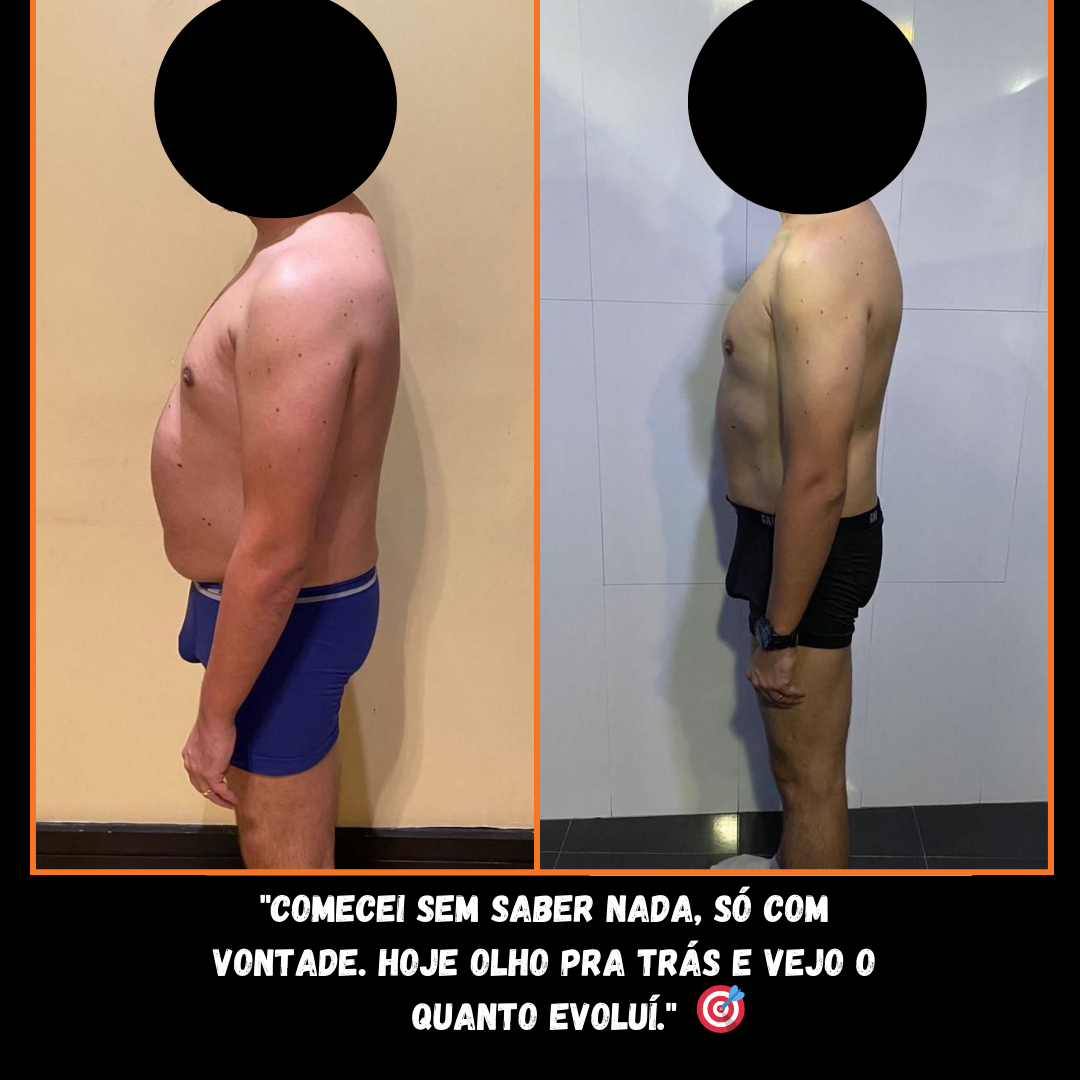 "COMECEI SEM SABER NADA, SÓ COM
VONTADE. HOJE OLHO PRA TRÁS E VEJO O
QUANTO EVOLUÍ."